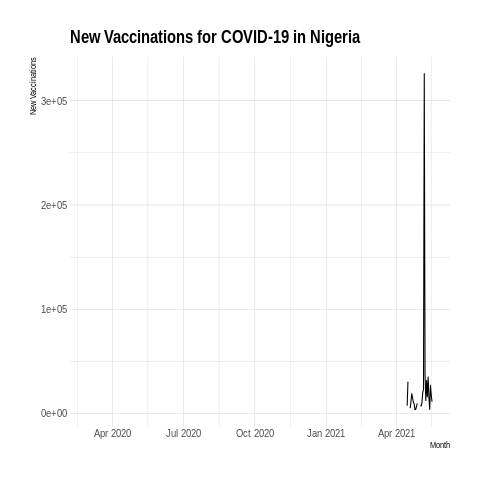 New Vaccinations for COVID-19 in Nigeria
New Vaccinations
3e+05
2e+05
1e+05
0e+00
Apr 2020 Jul 2020 Oct 2020 Jan 2021 Apr 2021
Month